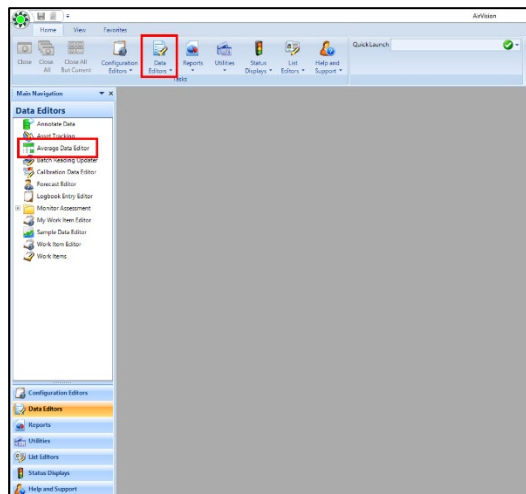 AirVision
Home View Favorites
Close
Close All
Close All But Current
Configuration Editors
Data Editors
Reports
Utilities
Status Displays
List Editors
Help and Support
QuickLaunch
Tasks
Main Navigation
Data Editors
Annotate Data
Asset Tracking
Average Data Editor
Batch Reading Updater
Calibration Data Editor
Forecast Editor
Logbook Entry Editor
Monitor Assessment
My Work Item Editor
Sample Data Editor
Work Item Editor
Work Items
Configuration Editors
Data Editors
Reports
Utilities
List Editors
Status Displays
Help and Support